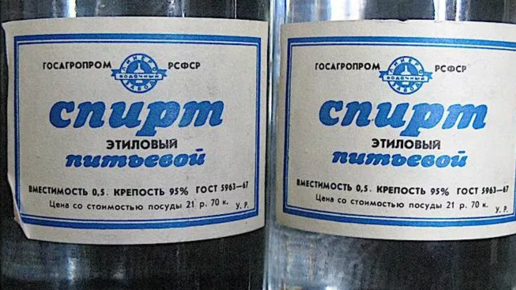 ГОСАГРОПРОМ РСФСР
ВОДОЧНЫЙ
спирт
ЭТИЛОВЫЙ
питьевой
ВМЕСТИМОСТЬ 0,5. КРЕПОСТЬ 95% ГОСТ 5963—67
Цена со стоимостью посуды 21 р. 70 к. У. Р.
ГОСАГРОПРОМ РСФСР
ВОДОЧНЫЙ
спирт
ЭТИЛОВЫЙ
питьевой
ВМЕСТИМОСТЬ 0,5. КРЕПОСТЬ 95% ГОСТ 5963—67
Цена со стоимостью посуды 21 р. 70 к. У. Р.